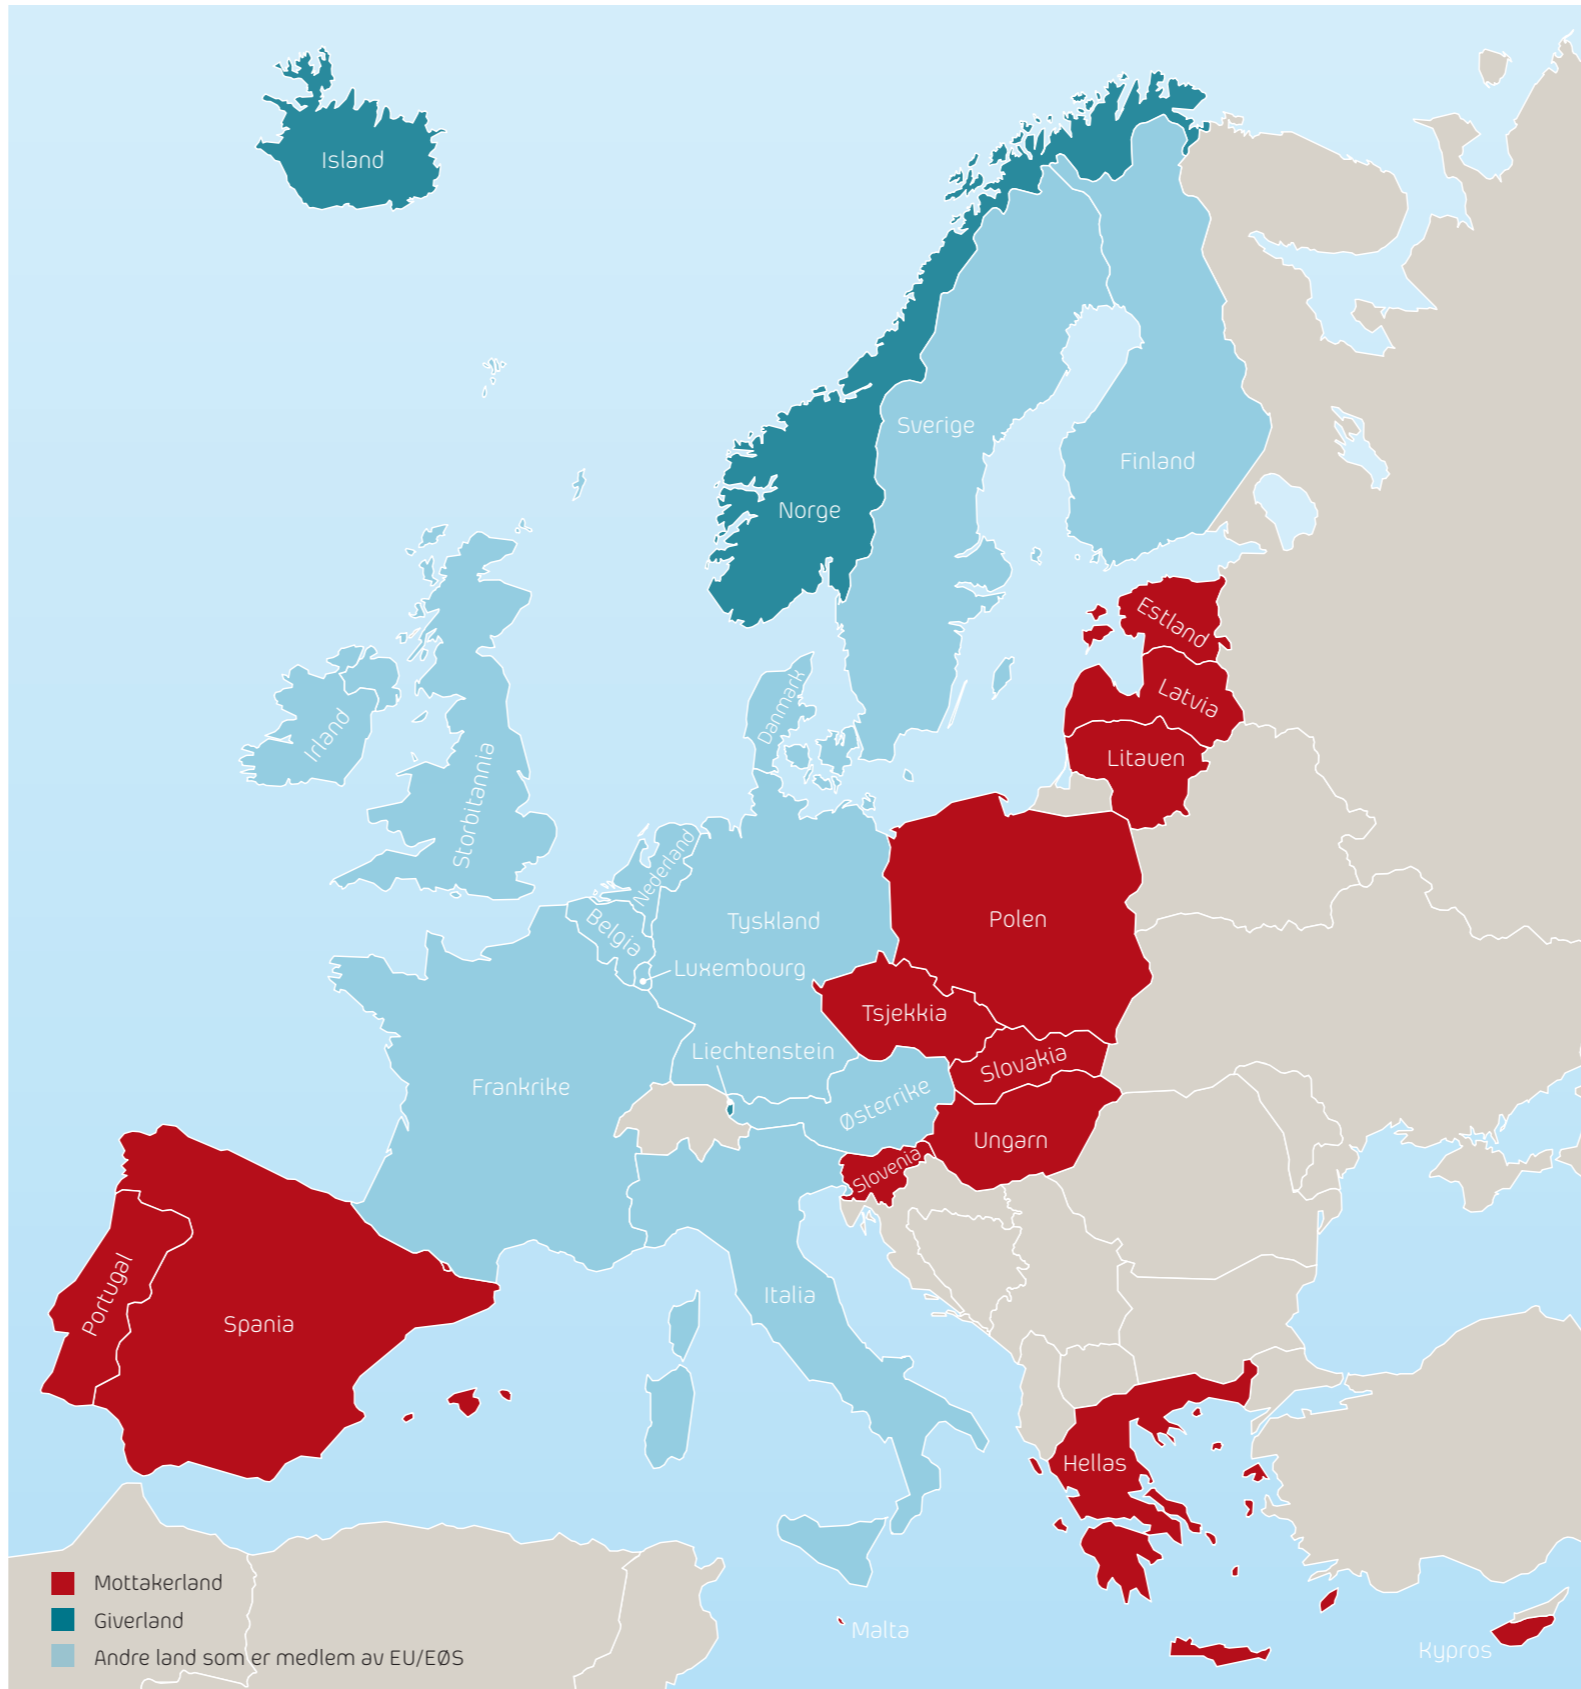 Island
Sverige
Finland
Norge
Estland
Latvia
Litauen
Danmark
Irland
Storbritannia
Nederland
Belgia
Tyskland
Polen
Luxembourg
Tsjekkia
Liechtenstein
Slovakia
Frankrike
Østerrike
Ungarn
Slovenia
Portugal
Spania
Italia
Hellas
Malta
Kypros
Mottakerland
Giverland
Andre land som er medlem av EU/EØS